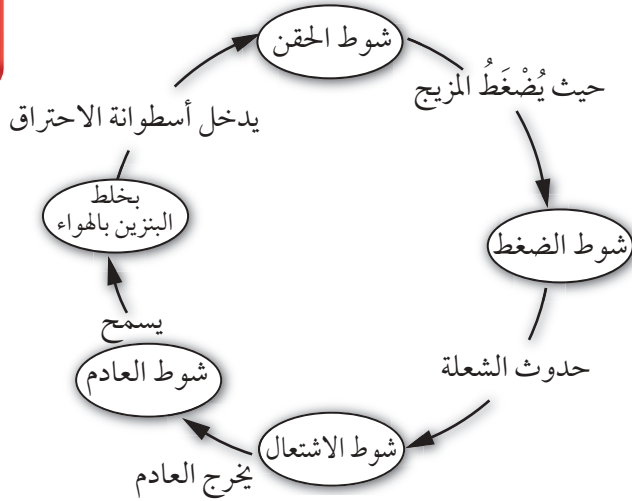 شوط الحقن
حيث يُضْغَطُ المزيج
شوط الضغط
حدوث الشعلة
شوط الاشتعال
يخرج العادم
شوط العادم
يسمح
بخلط
البنزين بالهواء
يدخل أسطوانة الاحتراق